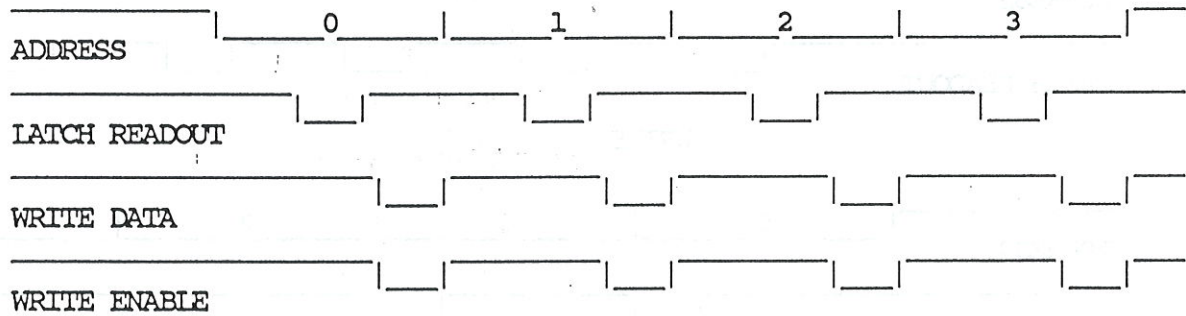 0 1 2 3
ADDRESS
LATCH READOUT
WRITE DATA
WRITE ENABLE